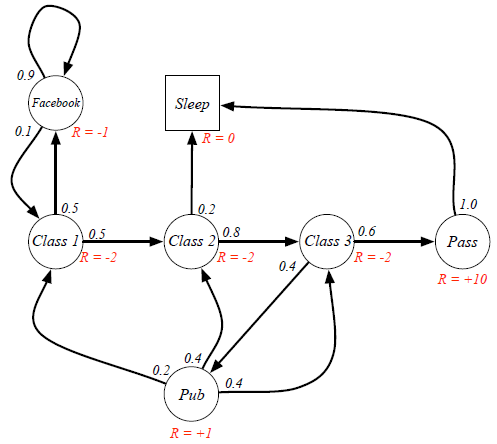 0.9
Facebook
0.1
R = -1
Sleep
R = 0
0.5
Class 1
0.5
R = -2
0.2
Class 2
0.8
R = -2
Class 3
0.6
R = -2
0.4
1.0
Pass
R = +10
0.2
0.4
0.4
Pub
R = +1